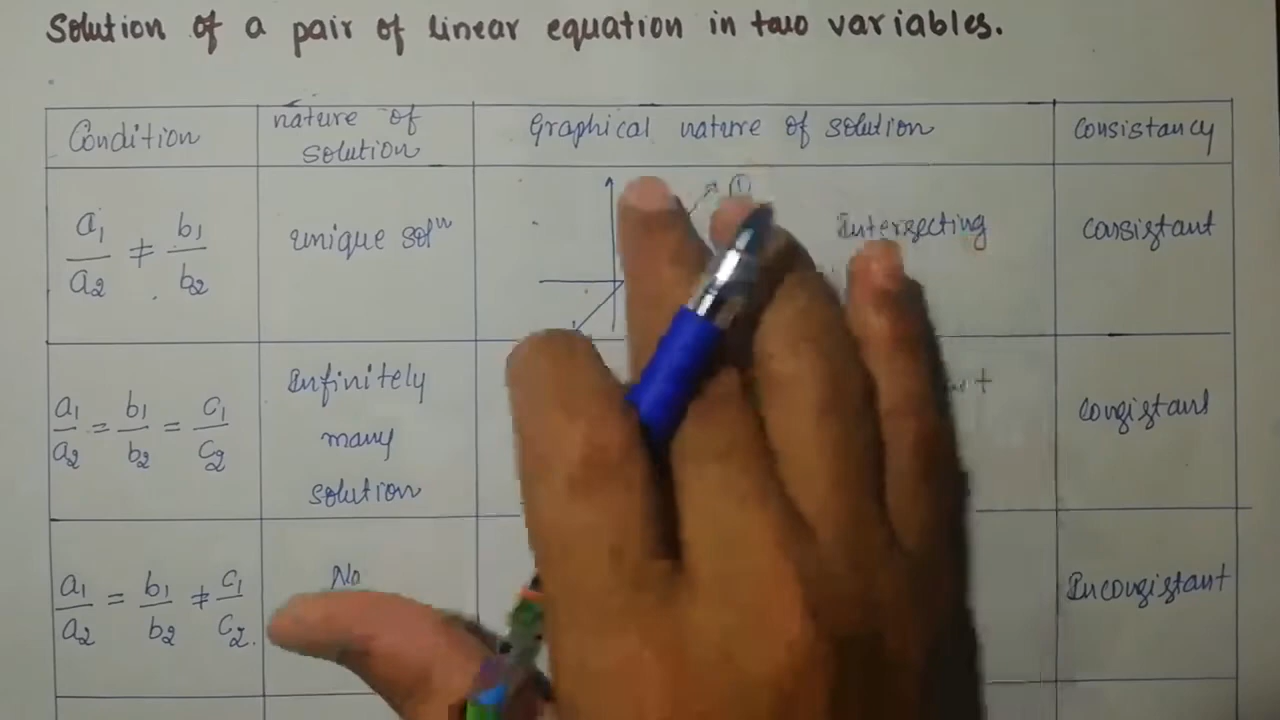 Solution of a pair of linear equation in two variables.
Condition
nature of
solution
Graphical nature of solution
Consistancy
a1/a2 ≠ b1/b2
unique solⁿ
①
Intersecting
consistant
a1/a2 = b1/b2 = c1/c2
Infinitely
many
solution
consistant
a1/a2 = b1/b2 ≠ c1/c2.
No
Inconsistant